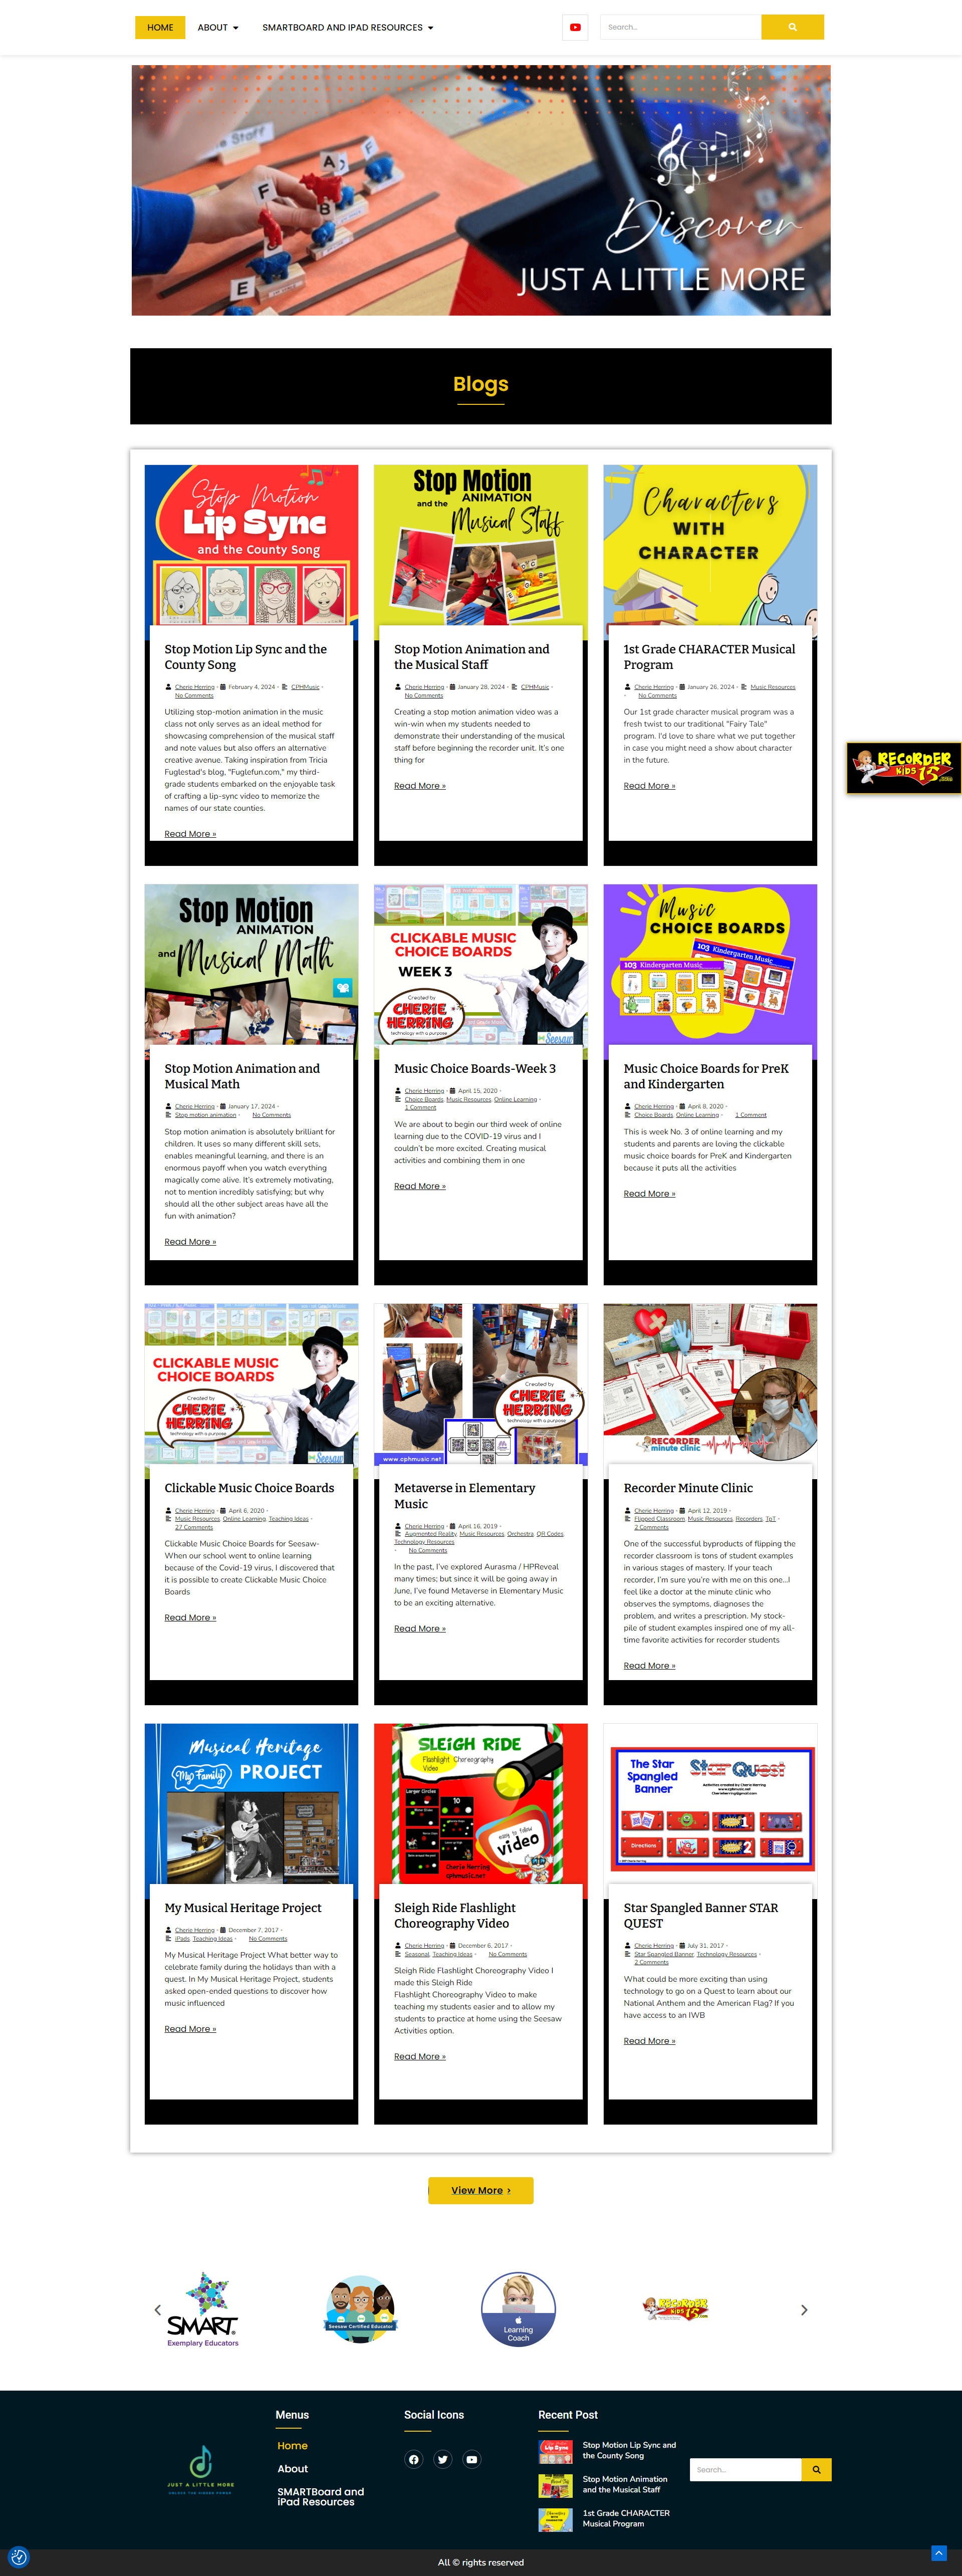 HOME
ABOUT
SMARTBOARD AND IPAD RESOURCES
Search...
Staff
A
F
F
B
E
Discover
JUST A LITTLE MORE
Blogs
Stop Motion
Lip Sync
and the County Song
Stop Motion Lip Sync and the
County Song
Cherie Herring • February 4, 2024 • CPHMusic •
No Comments
Utilizing stop-motion animation in the music
class not only serves as an ideal method for
showcasing comprehension of the musical staff
and note values but also offers an alternative
creative avenue. Taking inspiration from Tricia
Fuglestad's blog, "Fuglefun.com," my third-
grade students embarked on the enjoyable task
of crafting a lip-sync video to memorize the
names of our state counties.
Read More »
Stop Motion
ANIMATION
and the
Musical Staff
Stop Motion Animation and
the Musical Staff
Cherie Herring • January 28, 2024 • CPHMusic •
No Comments
Creating a stop motion animation video was a
win-win when my students needed to
demonstrate their understanding of the musical
staff before beginning the recorder unit. It's one
thing for
Read More »
Characters
WITH
CHARACTER
1st Grade CHARACTER Musical
Program
Cherie Herring • January 26, 2024 • Music Resources
• No Comments
Our 1st grade character musical program was a
fresh twist to our traditional "Fairy Tale"
program. I'd love to share what we put together
in case you might need a show about character
in the future.
Read More »
RECORDER
KIDS 15.com
Stop Motion
ANIMATION
and Musical Math
Stop Motion Animation and
Musical Math
Cherie Herring • January 17, 2024 •
Stop motion animation • No Comments
Stop motion animation is absolutely brilliant for
children. It uses so many different skill sets,
enables meaningful learning, and there is an
enormous payoff when you watch everything
magically come alive. It's extremely motivating,
not to mention incredibly satisfying; but why
should all the other subject areas have all the
fun with animation?
Read More »
CLICKABLE MUSIC
CHOICE BOARDS
WEEK 3
Created by
CHERIE
HERRING
technology with a purpose
Seesaw
Music Choice Boards-Week 3
Cherie Herring • April 15, 2020 •
Choice Boards, Music Resources, Online Learning •
1 Comment
We are about to begin our third week of online
learning due to the COVID-19 virus and I
couldn't be more excited. Creating musical
activities and combining them in one
Read More »
Music
CHOICE BOARDS
103 Kindergarten Music
103 Kindergarten Music
Music Choice Boards for PreK
and Kindergarten
Cherie Herring • April 8, 2020 •
Choice Boards, Online Learning • 1 Comment
This is week No. 3 of online learning and my
students and parents are loving the clickable
music choice boards for PreK and Kindergarten
because it puts all the activities
Read More »
CLICKABLE MUSIC
CHOICE BOARDS
Created by
CHERIE
HERRING
technology with a purpose
Seesaw
Clickable Music Choice Boards
Cherie Herring • April 6, 2020 •
Music Resources, Online Learning, Teaching Ideas •
27 Comments
Clickable Music Choice Boards for Seesaw-
When our school went to online learning
because of the Covid-19 virus, I discovered that
it is possible to create Clickable Music Choice
Boards
Read More »
Created by
CHERIE
HERRING
technology with a purpose
www.cphmusic.net
Metaverse in Elementary
Music
Cherie Herring • April 16, 2019 •
Augmented Reality, Music Resources, Orchestra, QR Codes,
Technology Resources
• No Comments
In the past, I've explored Aurasma / HPReveal
many times; but since it will be going away in
June, I've found Metaverse in Elementary Music
to be an exciting alternative.
Read More »
RECORDER
minute clinic
Recorder Minute Clinic
Cherie Herring • April 12, 2019 •
Flipped Classroom, Music Resources, Recorders, TpT •
2 Comments
One of the successful byproducts of flipping the
recorder classroom is tons of student examples
in various stages of mastery. If your teach
recorder, I'm sure you're with me on this one...I
feel like a doctor at the minute clinic who
observes the symptoms, diagnoses the
problem, and writes a prescription. My stock-
pile of student examples inspired one of my all-
time favorite activities for recorder students
Read More »
Musical Heritage
My Family PROJECT
My Musical Heritage Project
Cherie Herring • December 7, 2017 •
iPads, Teaching Ideas • No Comments
My Musical Heritage Project What better way to
celebrate family during the holidays than with a
quest. In My Musical Heritage Project, students
asked open-ended questions to discover how
music influenced
Read More »
SLEIGH RIDE
Flashlight Choreography
Video
Larger Circles
10
easy to follow
video
Cherie Herring
cphmusic.net
Sleigh Ride Flashlight
Choreography Video
Cherie Herring • December 6, 2017 •
Seasonal, Teaching Ideas • No Comments
Sleigh Ride Flashlight Choreography Video I
made this Sleigh Ride
Flashlight Choreography Video to make
teaching my students easier and to allow my
students to practice at home using the Seesaw
Activities option.
Read More »
The Star
Spangled
Banner
Star Quest
Activities created by Cherie Herring
www.cphmusic.net
Directions
1
2
Star Spangled Banner STAR
QUEST
Cherie Herring • July 31, 2017 •
Star Spangled Banner, Technology Resources •
2 Comments
What could be more exciting than using
technology to go on a Quest to learn about our
National Anthem and the American Flag? If you
have access to an IWB
Read More »
View More ›
SMART
Exemplary Educators
Seesaw Certified Educator
Learning
Coach
RECORDER
KIDS 15.com
JUST A LITTLE MORE
Menus
Home
About
SMARTBoard and
iPad Resources
Social Icons
Recent Post
Stop Motion Lip Sync and
the County Song
Stop Motion Animation
and the Musical Staff
1st Grade CHARACTER
Musical Program
Search...
All © rights reserved